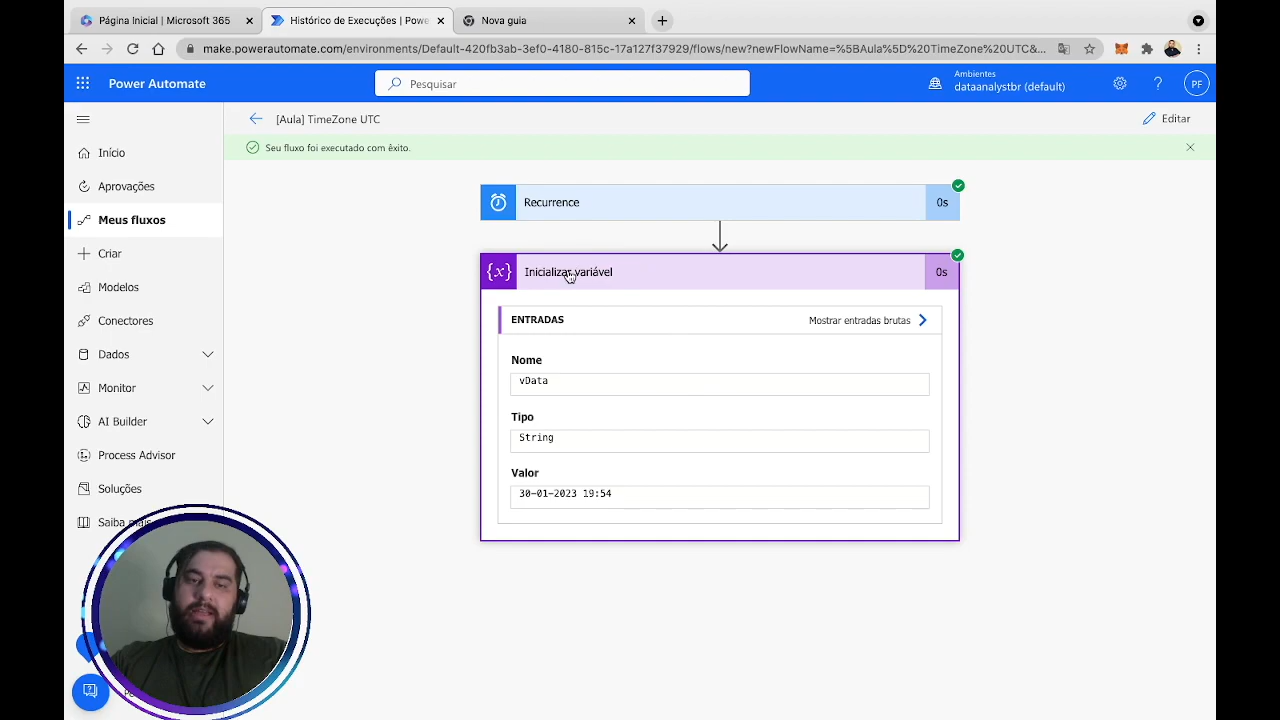 Página Inicial | Microsoft 365
Histórico de Execuções | Pow
Nova guia
make.powerautomate.com/environments/Default-420fb3ab-3ef0-4180-815c-17a127f37929/flows/new?newFlowName=%5BAula%5D%20TimeZone%20UTC&...
Power Automate
Pesquisar
Ambientes
dataanalystbr (default)
PF
[Aula] TimeZone UTC
Editar
Seu fluxo foi executado com êxito.
Início
Aprovações
Meus fluxos
Criar
Modelos
Conectores
Dados
Monitor
AI Builder
Process Advisor
Soluções
Saiba mais
Recurrence
0s
{x}
Inicializar variável
0s
ENTRADAS
Mostrar entradas brutas
Nome
vData
Tipo
String
Valor
30-01-2023 19:54